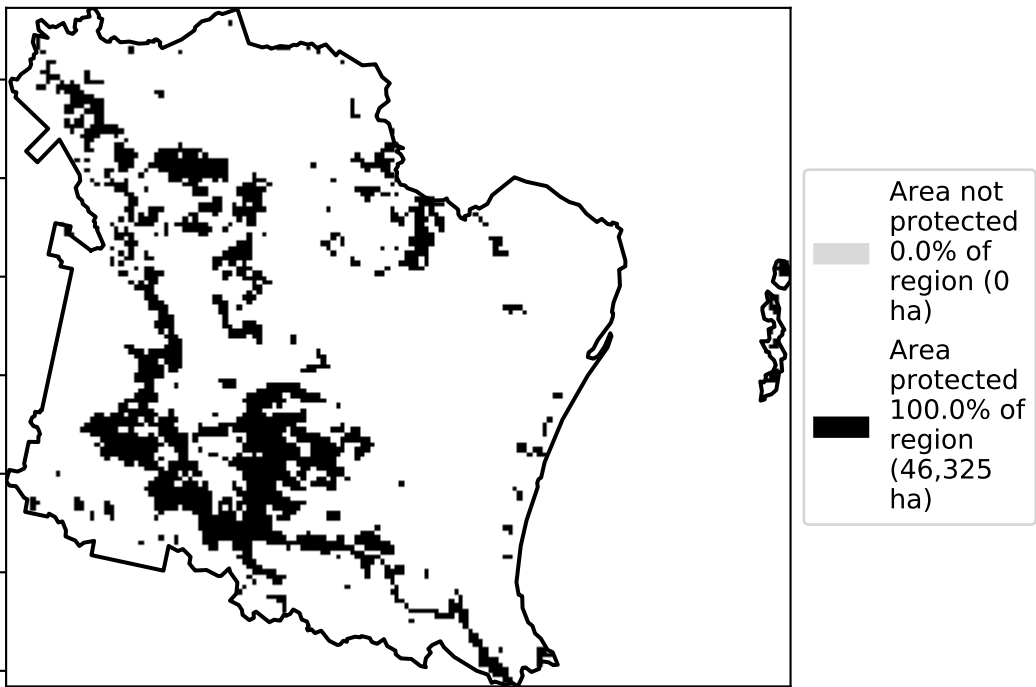 Area not
protected
0.0% of
region (0
ha)
Area
protected
100.0% of
region
(46,325
ha)